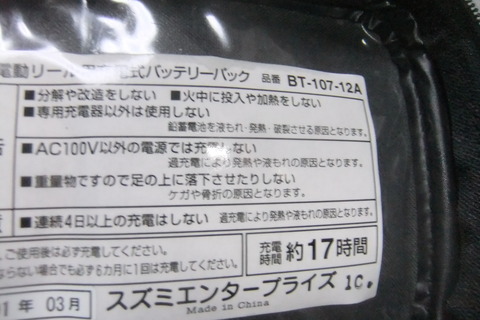 電動リール用充電式バッテリーパック 品番 BT-107-12A
■分解や改造をしない ■火中に投入や加熱をしない
■専用充電器以外は使用しない
鉛蓄電池を液もれ・発熱・破裂させる原因となります。
■AC100V以外の電源では充電しない
過充電により発熱や液もれの原因となります。
■重量物ですので足の上に落下させたりしない
ケガや骨折の原因となります。
■連続4日以上の充電はしない 過充電により発熱や液もれの原因となります。
ご使用後は必ず充電してください。
ならない場合でも必ず6カ月に1回は充電してください。
充電時間 約17時間
01 年 03月 スズミエンタープライズ 1C.
Made in China